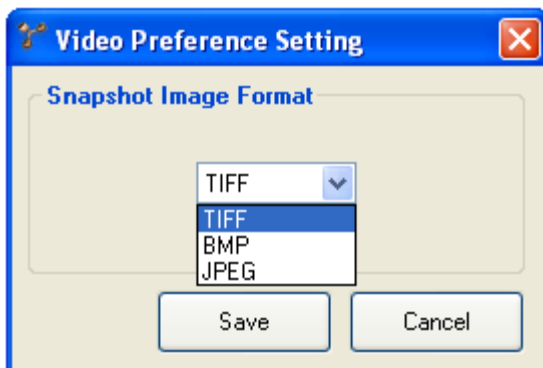 Video Preference Setting
Snapshot Image Format
TIFF
TIFF
BMP
JPEG
Save Cancel